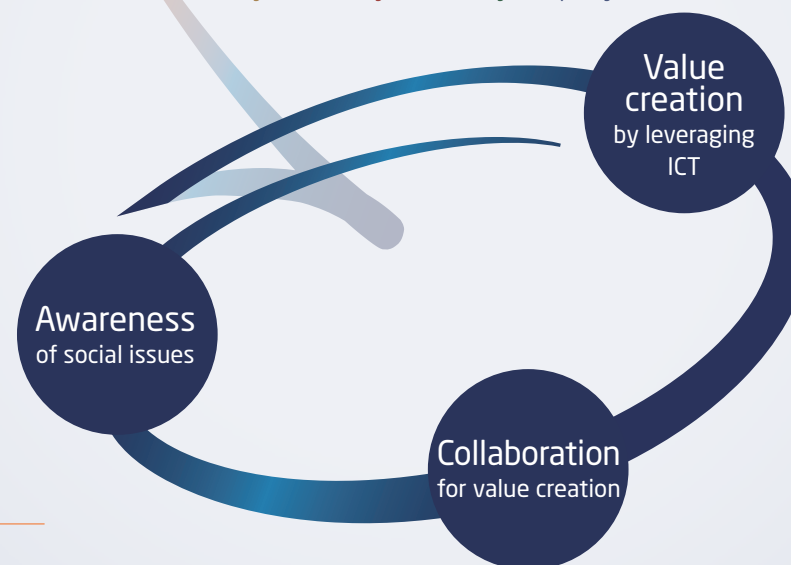 Value
creation
by leveraging
ICT
Awareness
of social issues
Collaboration
for value creation